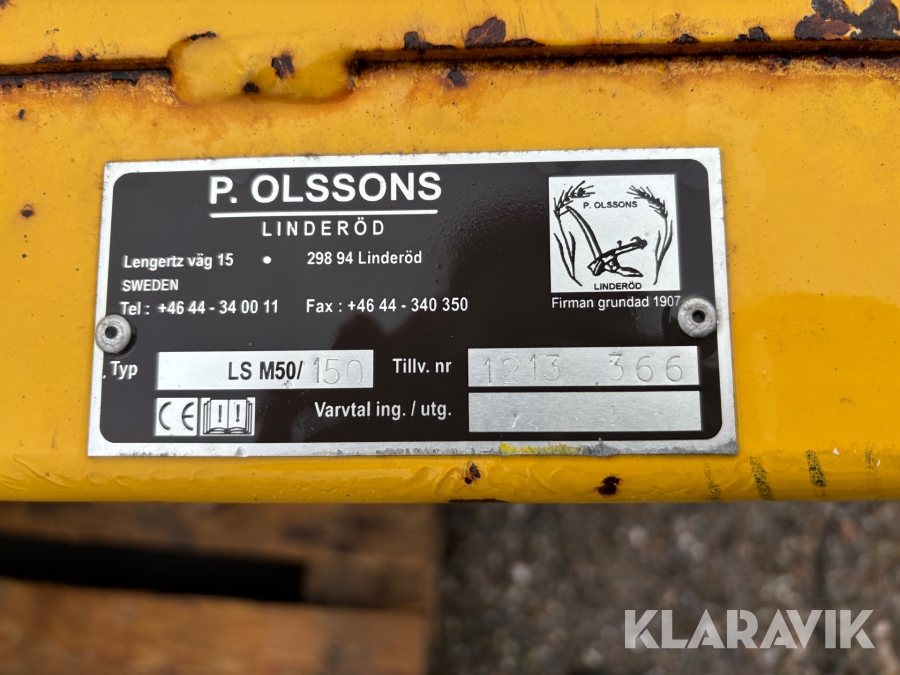 P. OLSSONS
LINDERÖD
Lengertz väg 15 • 298 94 Linderöd
SWEDEN
Tel : +46 44 - 34 00 11 Fax : +46 44 - 340 350
P. OLSSONS
LINDERÖD
Firman grundad 1907
Typ LS M50/150 Tillv. nr 1213 366
CE !! Varvtal ing. / utg.
KLARAVIK